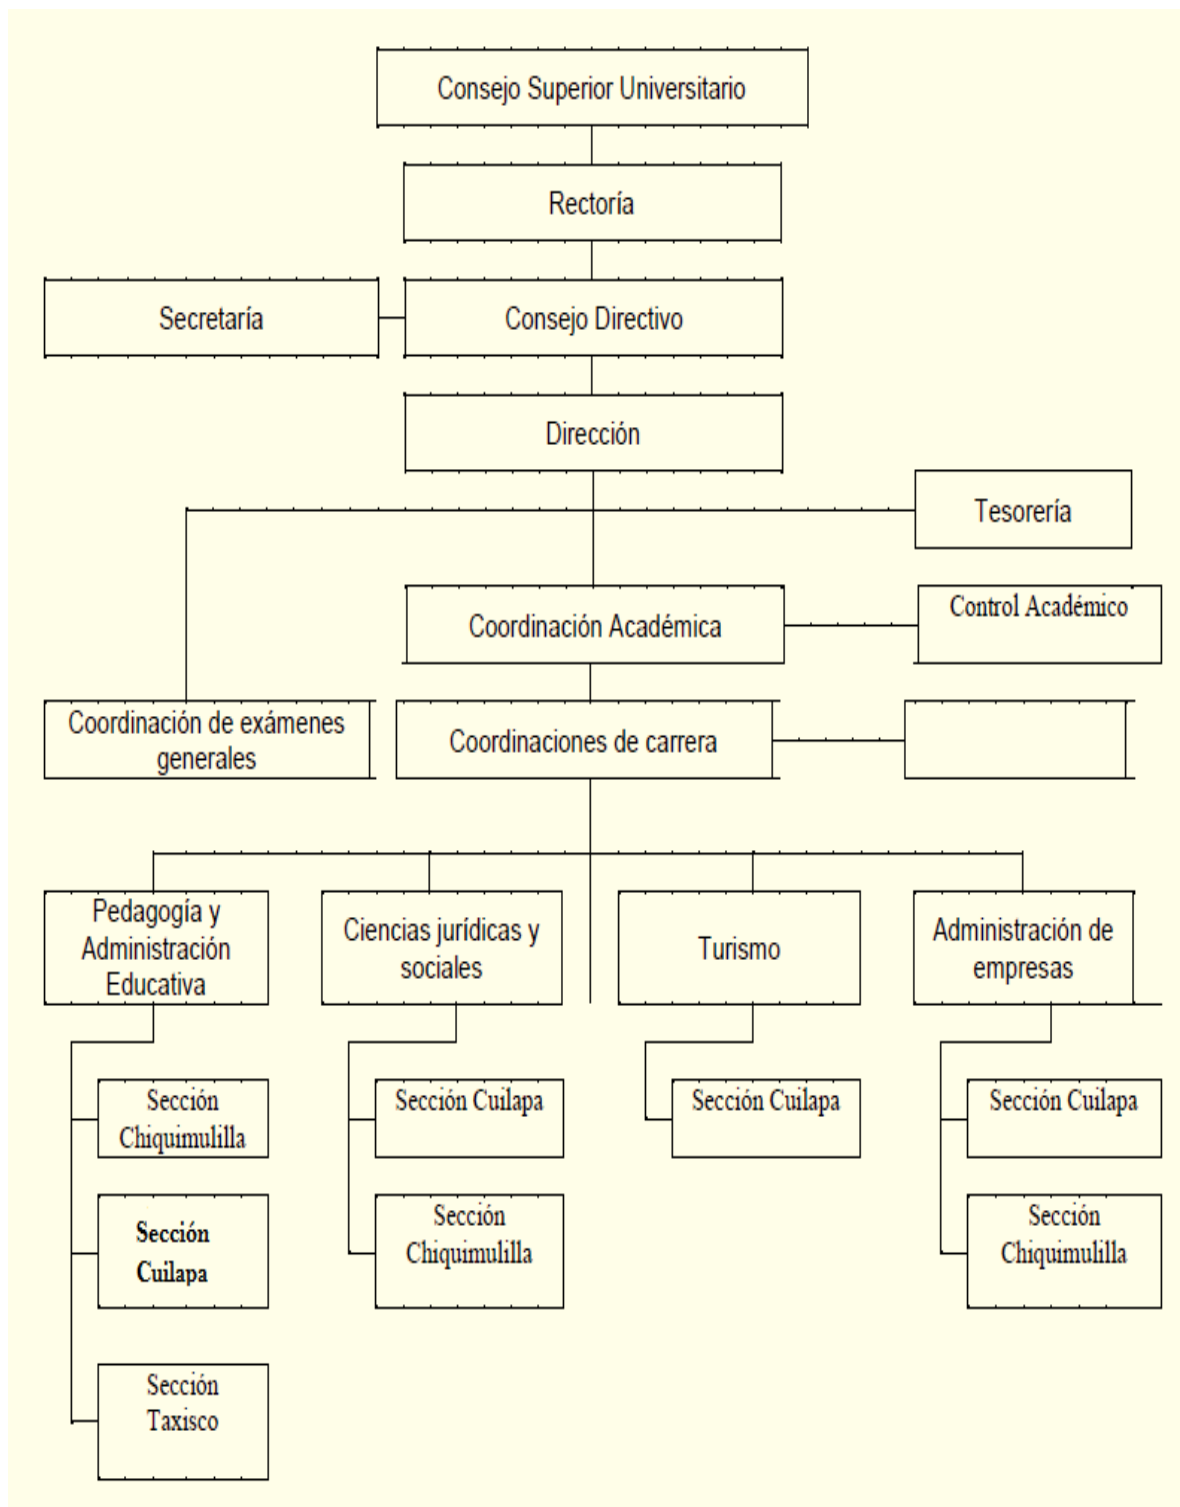 Consejo Superior Universitario
Rectoría
Secretaría
Consejo Directivo
Dirección
Tesorería
Coordinación Académica
Control Académico
Coordinación de exámenes
generales
Coordinaciones de carrera
Pedagogía y
Administración
Educativa
Ciencias jurídicas y
sociales
Turismo
Administración de
empresas
Sección
Chiquimulilla
Sección Cuilapa
Sección Cuilapa
Sección Cuilapa
Sección
Cuilapa
Sección
Chiquimulilla
Sección
Chiquimulilla
Sección
Taxisco